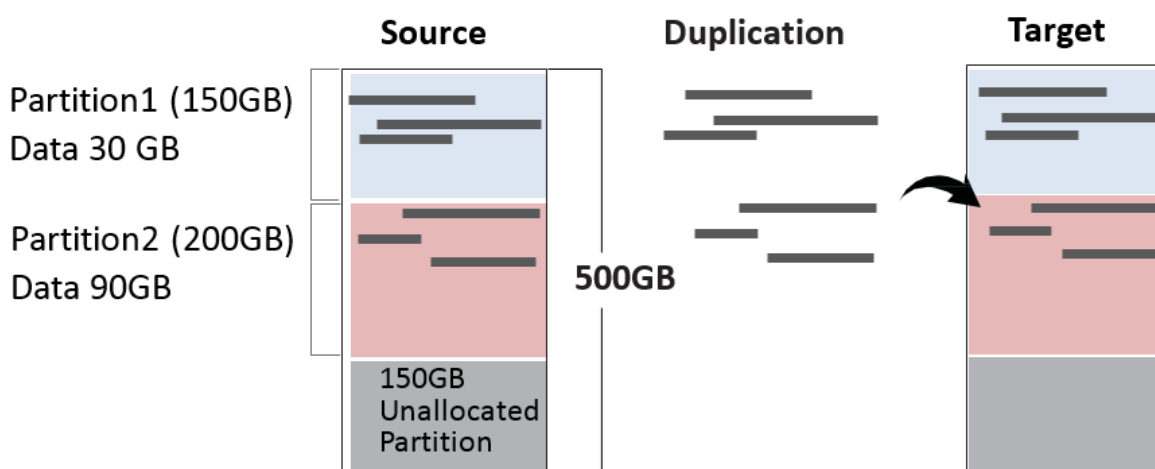 Source
Duplication
Target
Partition1 (150GB)
Data 30 GB
Partition2 (200GB)
Data 90GB
500GB
150GB
Unallocated
Partition